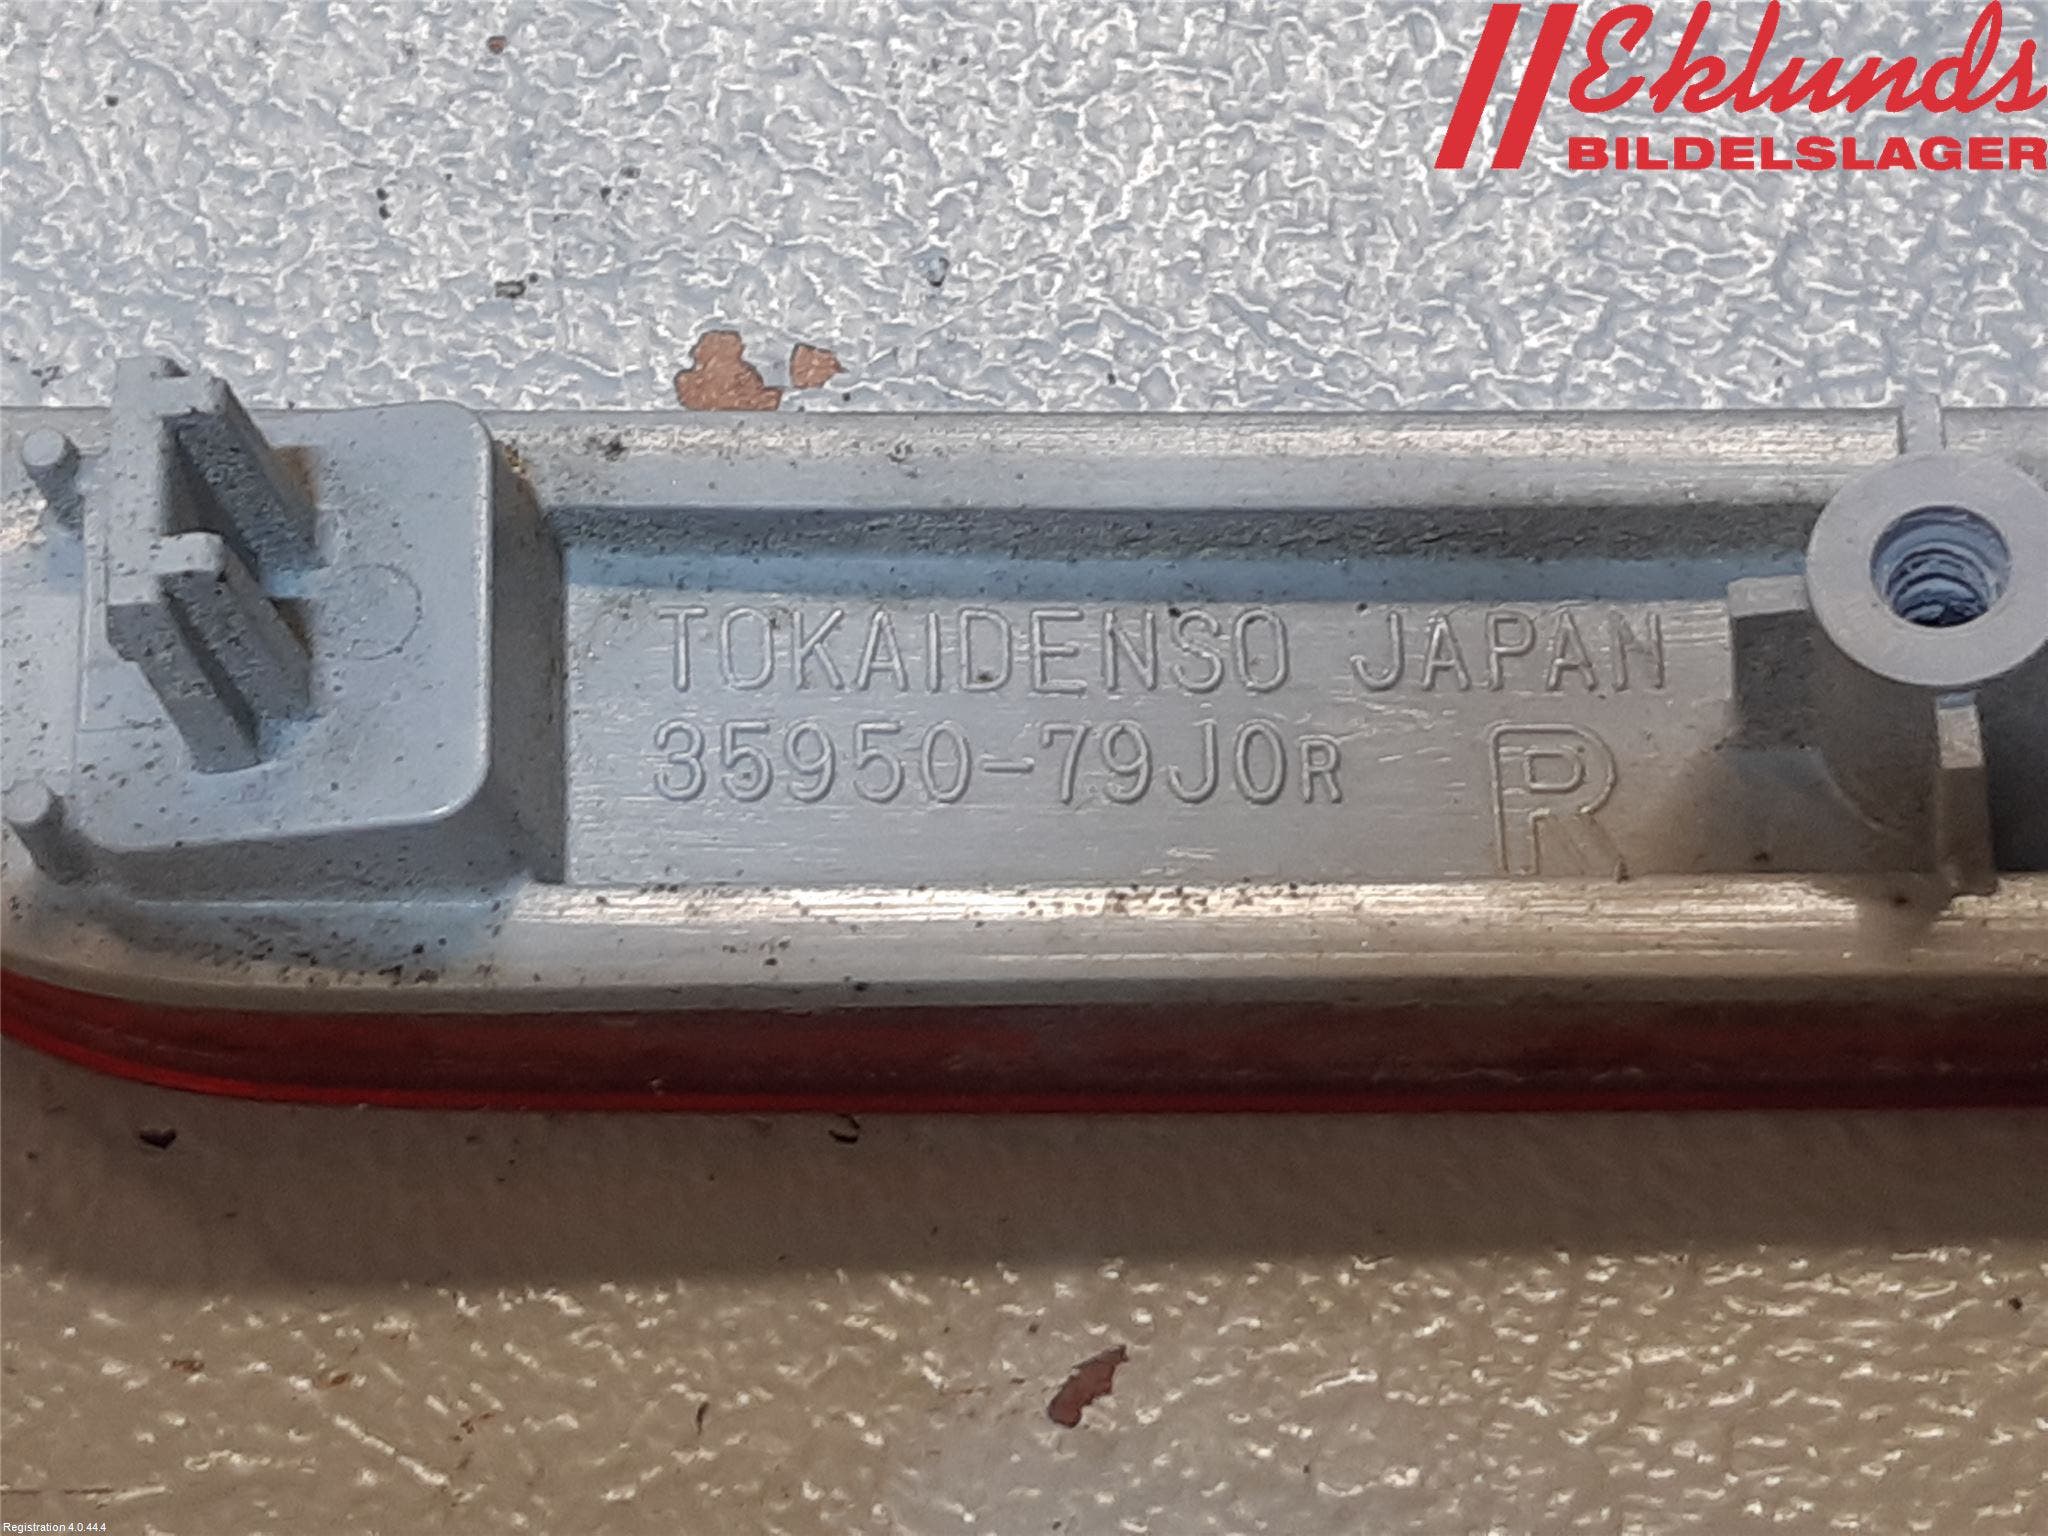 Eklunds
BILDELSLAGER
TOKAIDENSO JAPAN
35950-79J0R R
Registration 4.0.44.4